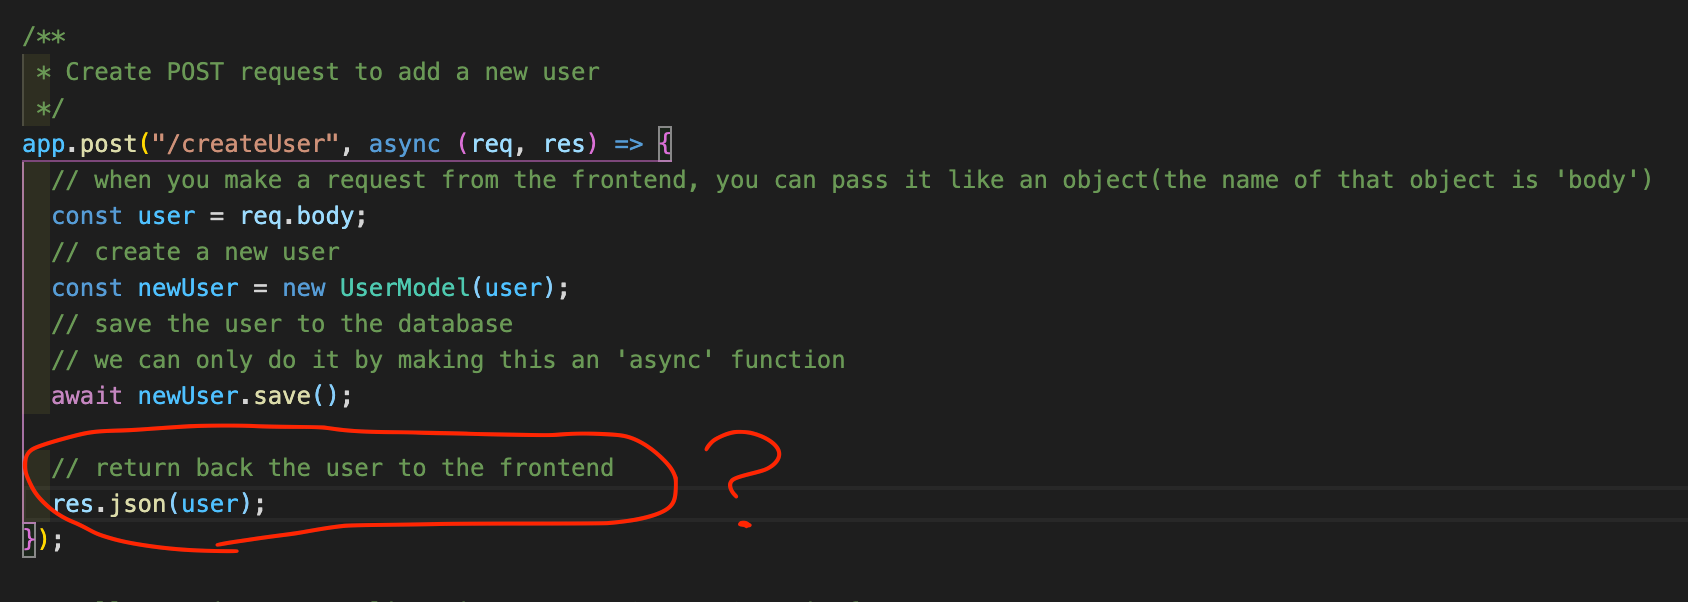 /**
 * Create POST request to add a new user
 */
app.post("/createUser", async (req, res) => {
  // when you make a request from the frontend, you can pass it like an object(the name of that object is 'body')
  const user = req.body;
  // create a new user
  const newUser = new UserModel(user);
  // save the user to the database
  // we can only do it by making this an 'async' function
  await newUser.save();
  // return back the user to the frontend
  res.json(user);
?
});